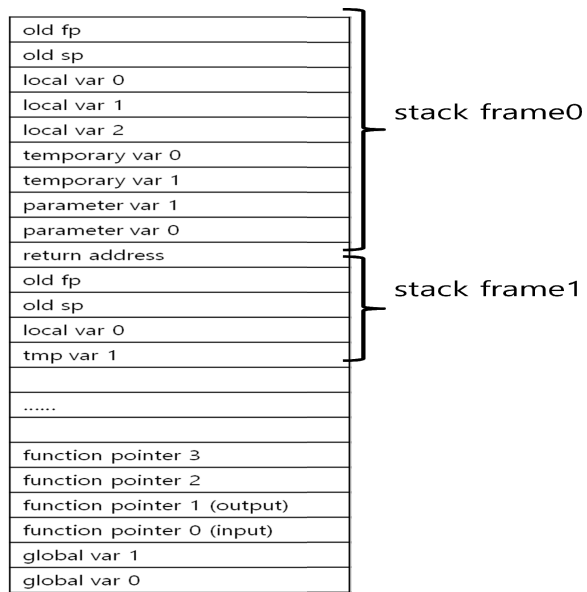 old fp
old sp
local var 0
local var 1
local var 2
temporary var 0
temporary var 1
parameter var 1
parameter var 0
return address
old fp
old sp
local var 0
tmp var 1
......
function pointer 3
function pointer 2
function pointer 1 (output)
function pointer 0 (input)
global var 1
global var 0
stack frame0
stack frame1